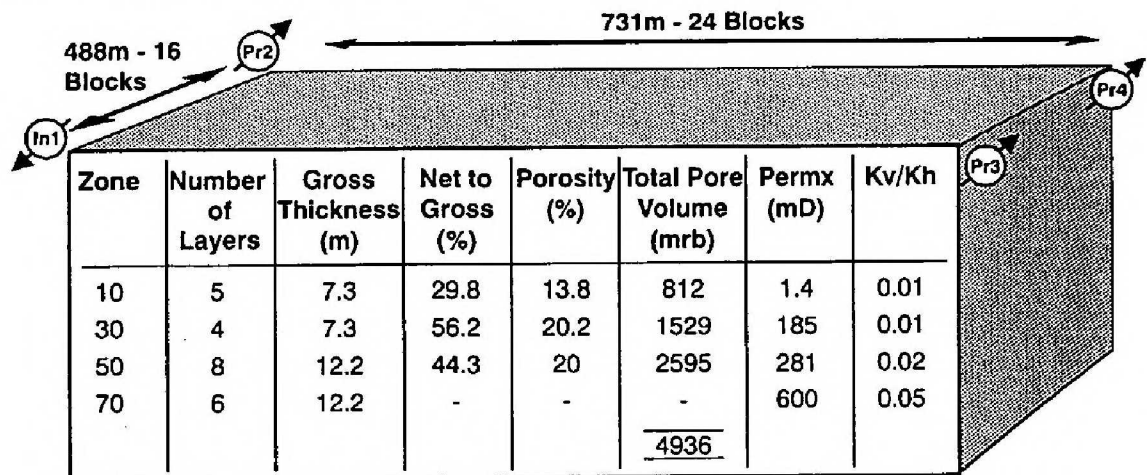 731m - 24 Blocks
488m - 16
Blocks
Pr2
Pr4
In1
Pr3
Zone Number of Layers Gross Thickness (m) Net to Gross (%) Porosity (%) Total Pore Volume (mrb) Permx (mD) Kv/Kh
10 5 7.3 29.8 13.8 812 1.4 0.01
30 4 7.3 56.2 20.2 1529 185 0.01
50 8 12.2 44.3 20 2595 281 0.02
70 6 12.2 - - - 600 0.05
4936